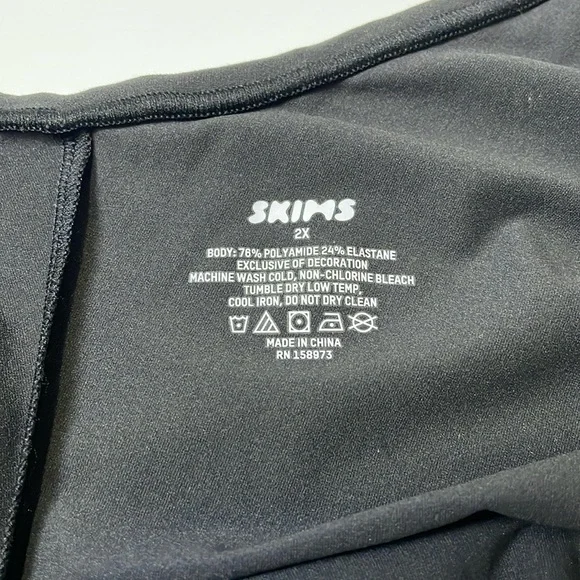 SKIMS
2X
BODY: 76% POLYAMIDE 24% ELASTANE
EXCLUSIVE OF DECORATION
MACHINE WASH COLD, NON-CHLORINE BLEACH
TUMBLE DRY LOW TEMP,
COOL IRON, DO NOT DRY CLEAN
MADE IN CHINA
RN 158973